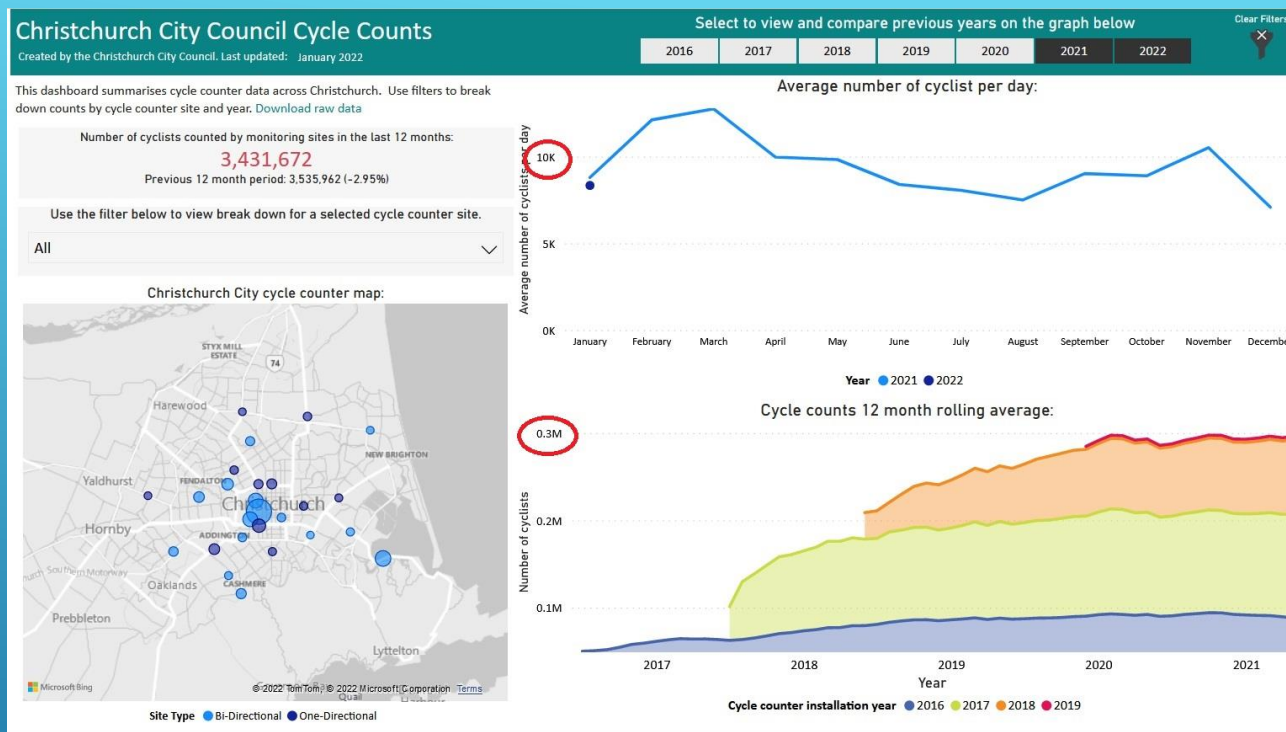 Christchurch City Council Cycle Counts
Created by the Christchurch City Council. Last updated: January 2022
Select to view and compare previous years on the graph below
Clear Filters
2016 2017 2018 2019 2020 2021 2022
This dashboard summarises cycle counter data across Christchurch. Use filters to break
down counts by cycle counter site and year. Download raw data
Number of cyclists counted by monitoring sites in the last 12 months:
3,431,672
Previous 12 month period: 3,535,962 (-2.95%)
Use the filter below to view break down for a selected cycle counter site.
All
Christchurch City cycle counter map:
STYX MILL
ESTATE
74
Harewood
NEW BRIGHTON
Yaldhurst
FENDALTON
Christchurch
Hornby
ADDINGTON
Southern Motorway
Oaklands
CASHMERE
Prebbleton
Lyttelton
Quail
Microsoft Bing
© 2022 TomTom, © 2022 Microsoft Corporation Terms
Site Type Bi-Directional One-Directional
Average number of cyclist per day:
Average number of cyclists per day
10K
5K
0K
January February March April May June July August September October November December
Year 2021 2022
Cycle counts 12 month rolling average:
Number of cyclists
0.3M
0.2M
0.1M
2017 2018 2019 2020 2021
Year
Cycle counter installation year 2016 2017 2018 2019